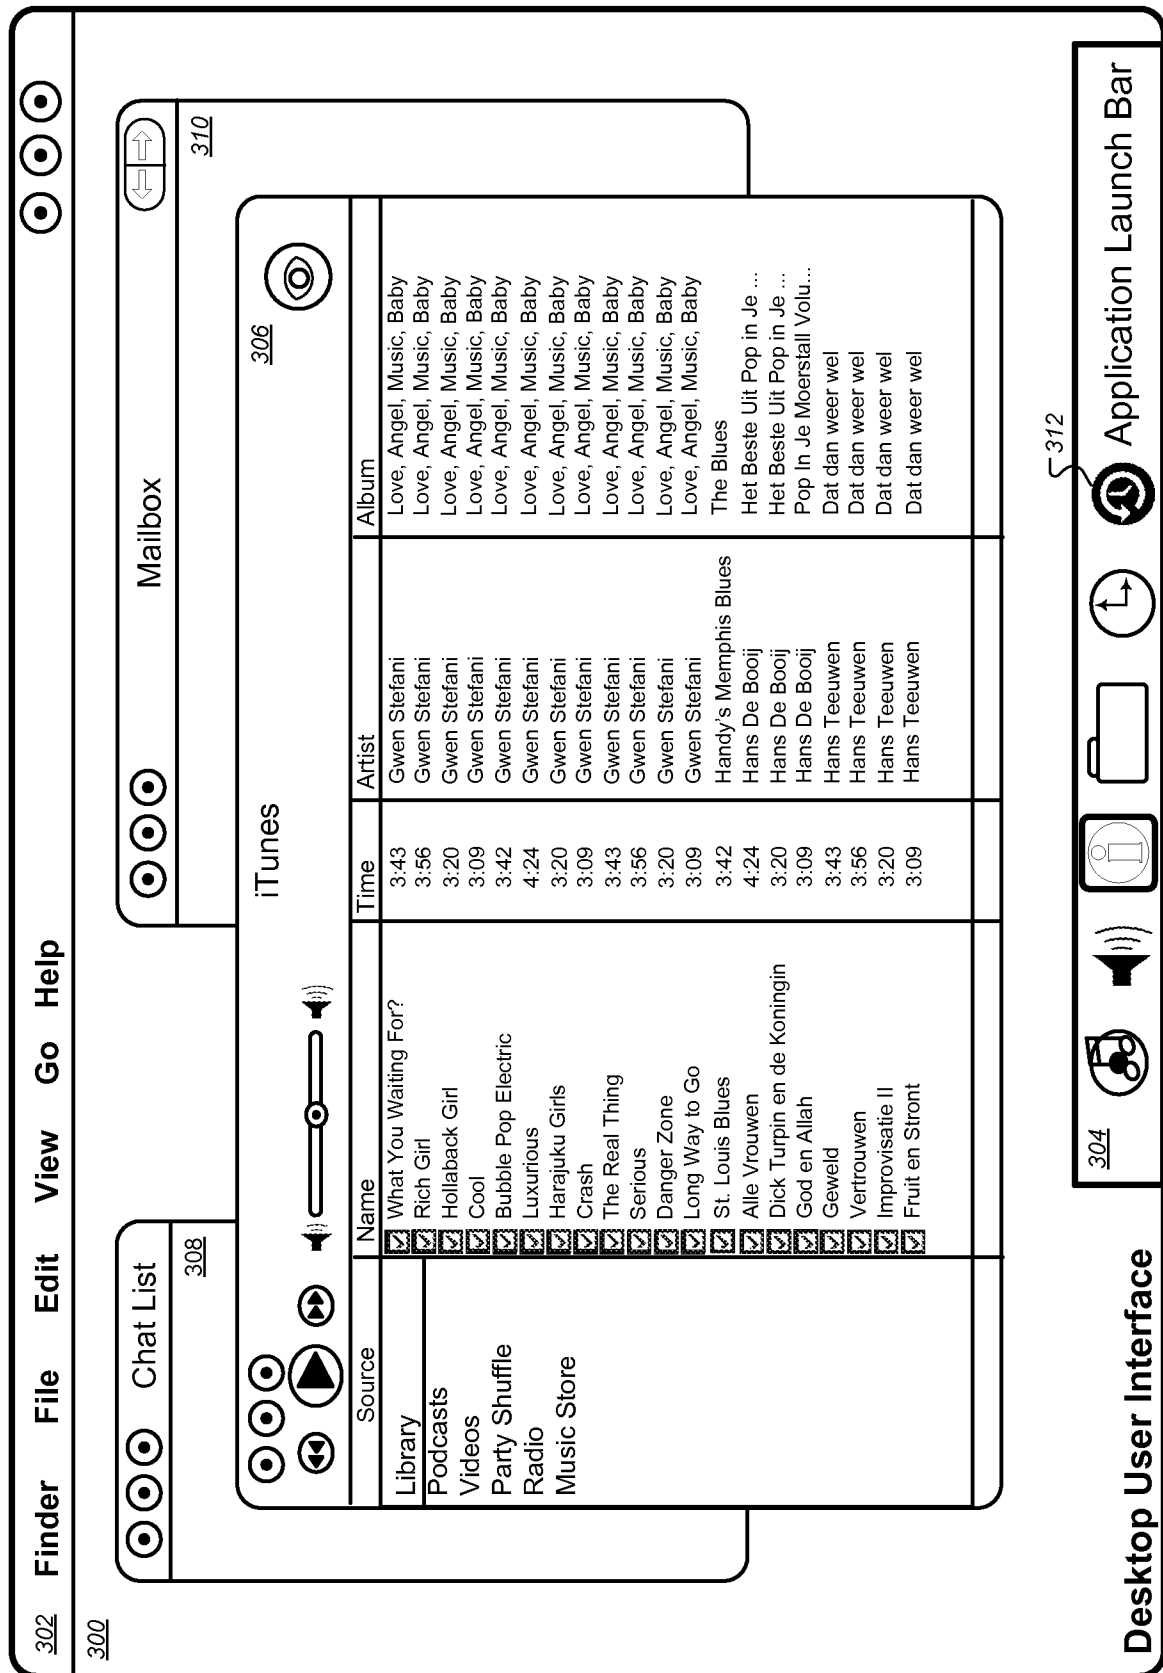 302 Finder File Edit View Go Help
300
Chat List
308
Mailbox
310
iTunes
306
Source Name Time Artist Album
Library
Podcasts
Videos
Party Shuffle
Radio
Music Store
What You Waiting For? 3:43 Gwen Stefani Love, Angel, Music, Baby
Rich Girl 3:56 Gwen Stefani Love, Angel, Music, Baby
Hollaback Girl 3:20 Gwen Stefani Love, Angel, Music, Baby
Cool 3:09 Gwen Stefani Love, Angel, Music, Baby
Bubble Pop Electric 3:42 Gwen Stefani Love, Angel, Music, Baby
Luxurious 4:24 Gwen Stefani Love, Angel, Music, Baby
Harajuku Girls 3:20 Gwen Stefani Love, Angel, Music, Baby
Crash 3:09 Gwen Stefani Love, Angel, Music, Baby
The Real Thing 3:43 Gwen Stefani Love, Angel, Music, Baby
Serious 3:56 Gwen Stefani Love, Angel, Music, Baby
Danger Zone 3:20 Gwen Stefani Love, Angel, Music, Baby
Long Way to Go 3:09 Gwen Stefani Love, Angel, Music, Baby
St. Louis Blues 3:42 Handy's Memphis Blues The Blues
Alle Vrouwen 4:24 Hans De Booij Het Beste Uit Pop in Je ...
Dick Turpin en de Koningin 3:20 Hans De Booij Het Beste Uit Pop in Je ...
God en Allah 3:09 Hans De Booij Pop In Je Moerstall Volu...
Geweld 3:43 Hans Teeuwen Dat dan weer wel
Vertrouwen 3:56 Hans Teeuwen Dat dan weer wel
Improvisatie II 3:20 Hans Teeuwen Dat dan weer wel
Fruit en Stront 3:09 Hans Teeuwen Dat dan weer wel
312
304
Application Launch Bar
Desktop User Interface